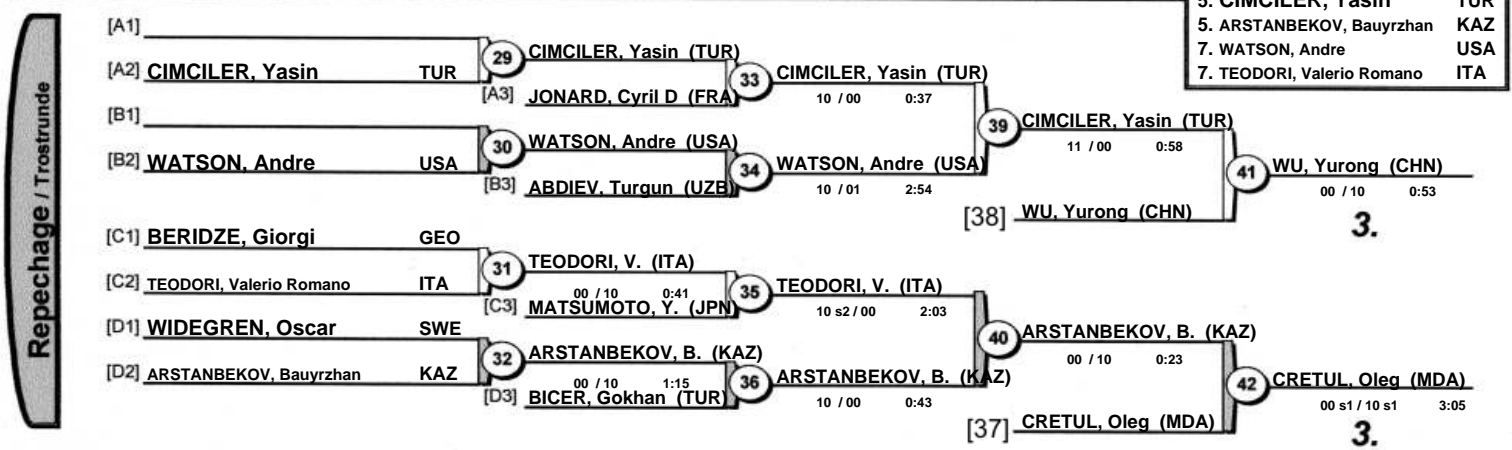 5. CIMCILER, Yasin TUR
5. ARSTANBEKOV, Bauyrzhan KAZ
7. WATSON, Andre USA
7. TEODORI, Valerio Romano ITA
Repechage / Trostrunde
[A1]
[A2] CIMCILER, Yasin TUR
[B1]
[B2] WATSON, Andre USA
[C1] BERIDZE, Giorgi GEO
[C2] TEODORI, Valerio Romano ITA
[D1] WIDEGREN, Oscar SWE
[D2] ARSTANBEKOV, Bauyrzhan KAZ
29 CIMCILER, Yasin (TUR)
[A3] JONARD, Cyril D (FRA)
30 WATSON, Andre (USA)
[B3] ABDIEV, Turgun (UZB)
31 TEODORI, V. (ITA)
00 / 10 0:41
[C3] MATSUMOTO, Y. (JPN)
32 ARSTANBEKOV, B. (KAZ)
00 / 10 1:15
[D3] BICER, Gokhan (TUR)
33 CIMCILER, Yasin (TUR)
10 / 00 0:37
34 WATSON, Andre (USA)
10 / 01 2:54
35 TEODORI, V. (ITA)
10 s2 / 00 2:03
36 ARSTANBEKOV, B. (KAZ)
10 / 00 0:43
39 CIMCILER, Yasin (TUR)
11 / 00 0:58
[38] WU, Yurong (CHN)
40 ARSTANBEKOV, B. (KAZ)
00 / 10 0:23
[37] CRETUL, Oleg (MDA)
41 WU, Yurong (CHN)
00 / 10 0:53
3.
42 CRETUL, Oleg (MDA)
00 s1 / 10 s1 3:05
3.